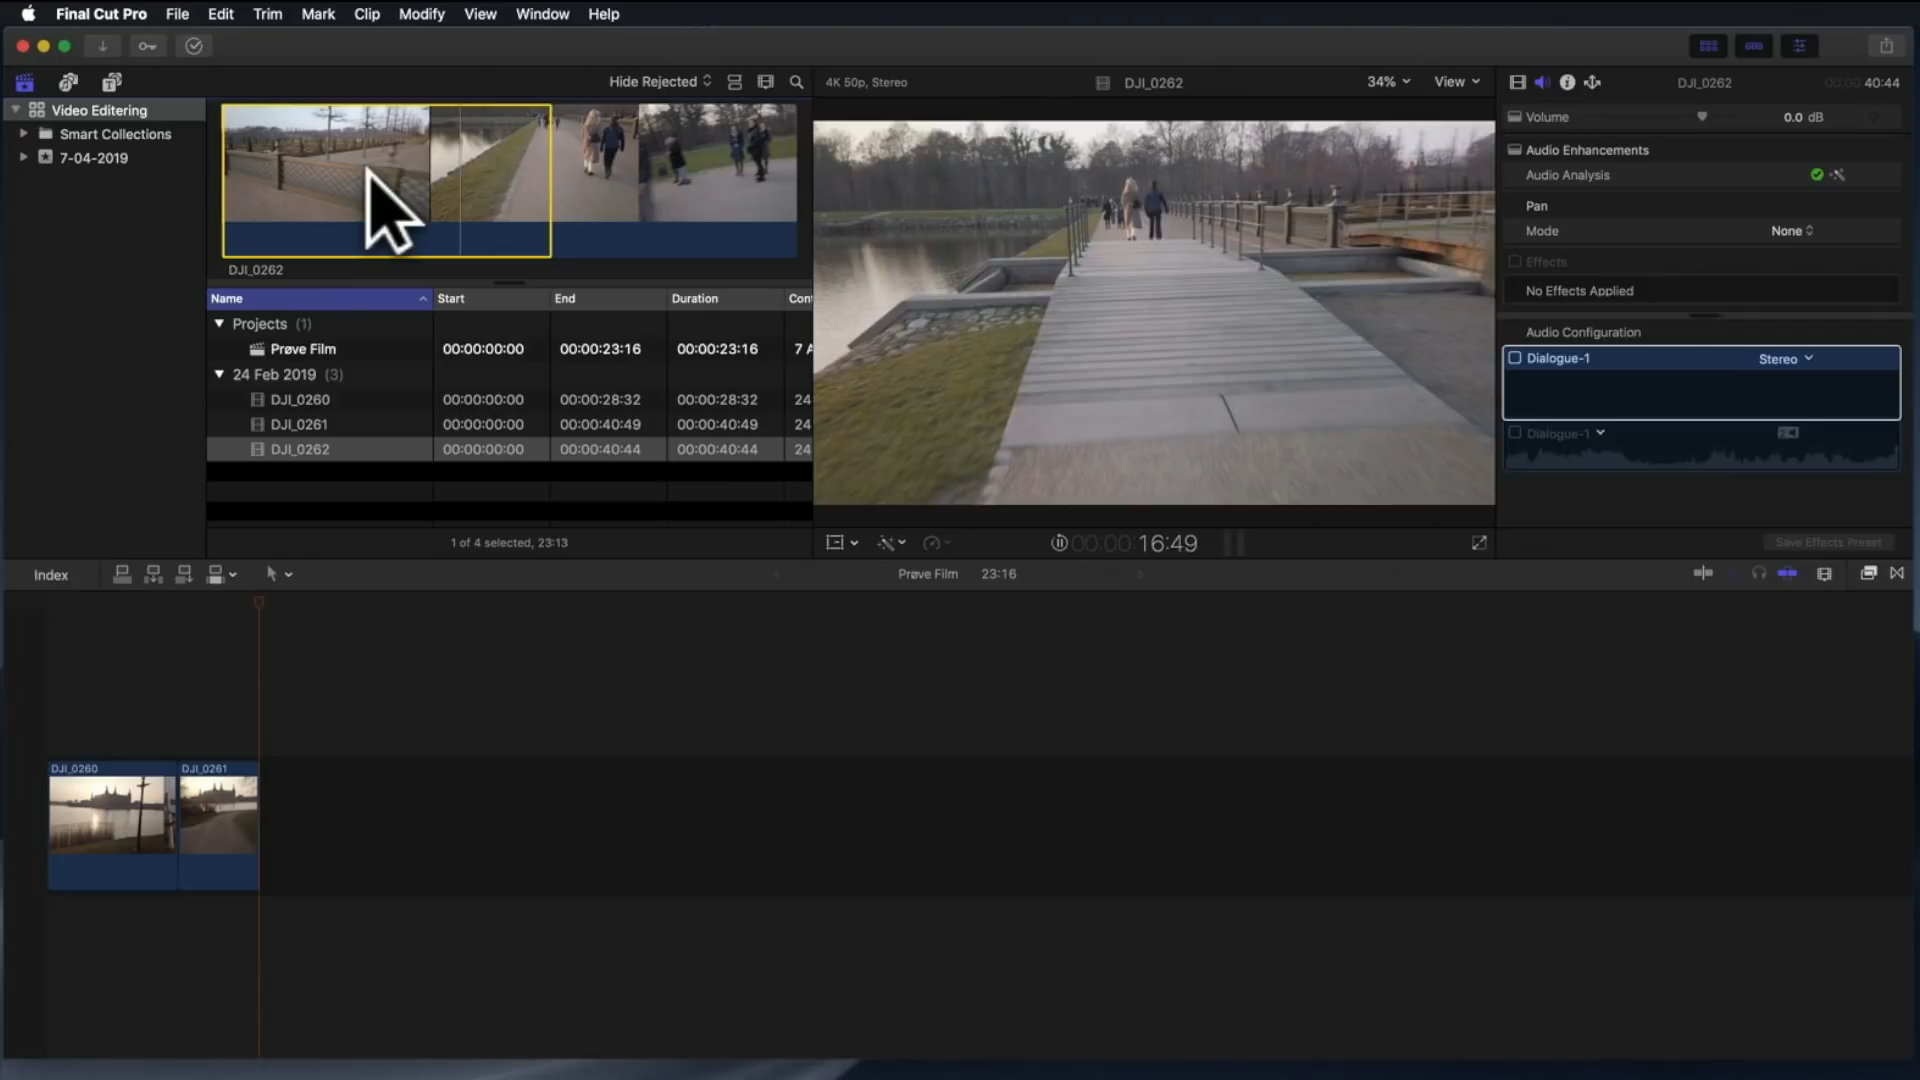 Final Cut Pro File Edit Trim Mark Clip Modify View Window Help
Hide Rejected
4K 50p, Stereo
DJI_0262
34%
View
DJI_0262
00:00:40:44
Video Editering
Smart Collections
7-04-2019
DJI_0262
Name Start End Duration Con
Projects (1)
Prøve Film 00:00:00:00 00:00:23:16 00:00:23:16 7 A
24 Feb 2019 (3)
DJI_0260 00:00:00:00 00:00:28:32 00:00:28:32 24
DJI_0261 00:00:00:00 00:00:40:49 00:00:40:49 24
DJI_0262 00:00:00:00 00:00:40:44 00:00:40:44 24
1 of 4 selected, 23:13
00:00:16:49
Volume 0.0 dB
Audio Enhancements
Audio Analysis
Pan
Mode None
Effects
No Effects Applied
Audio Configuration
Dialogue-1 Stereo
Dialogue-1
Save Effects Preset
Index
Prøve Film 23:16
DJI_0260
DJI_0261